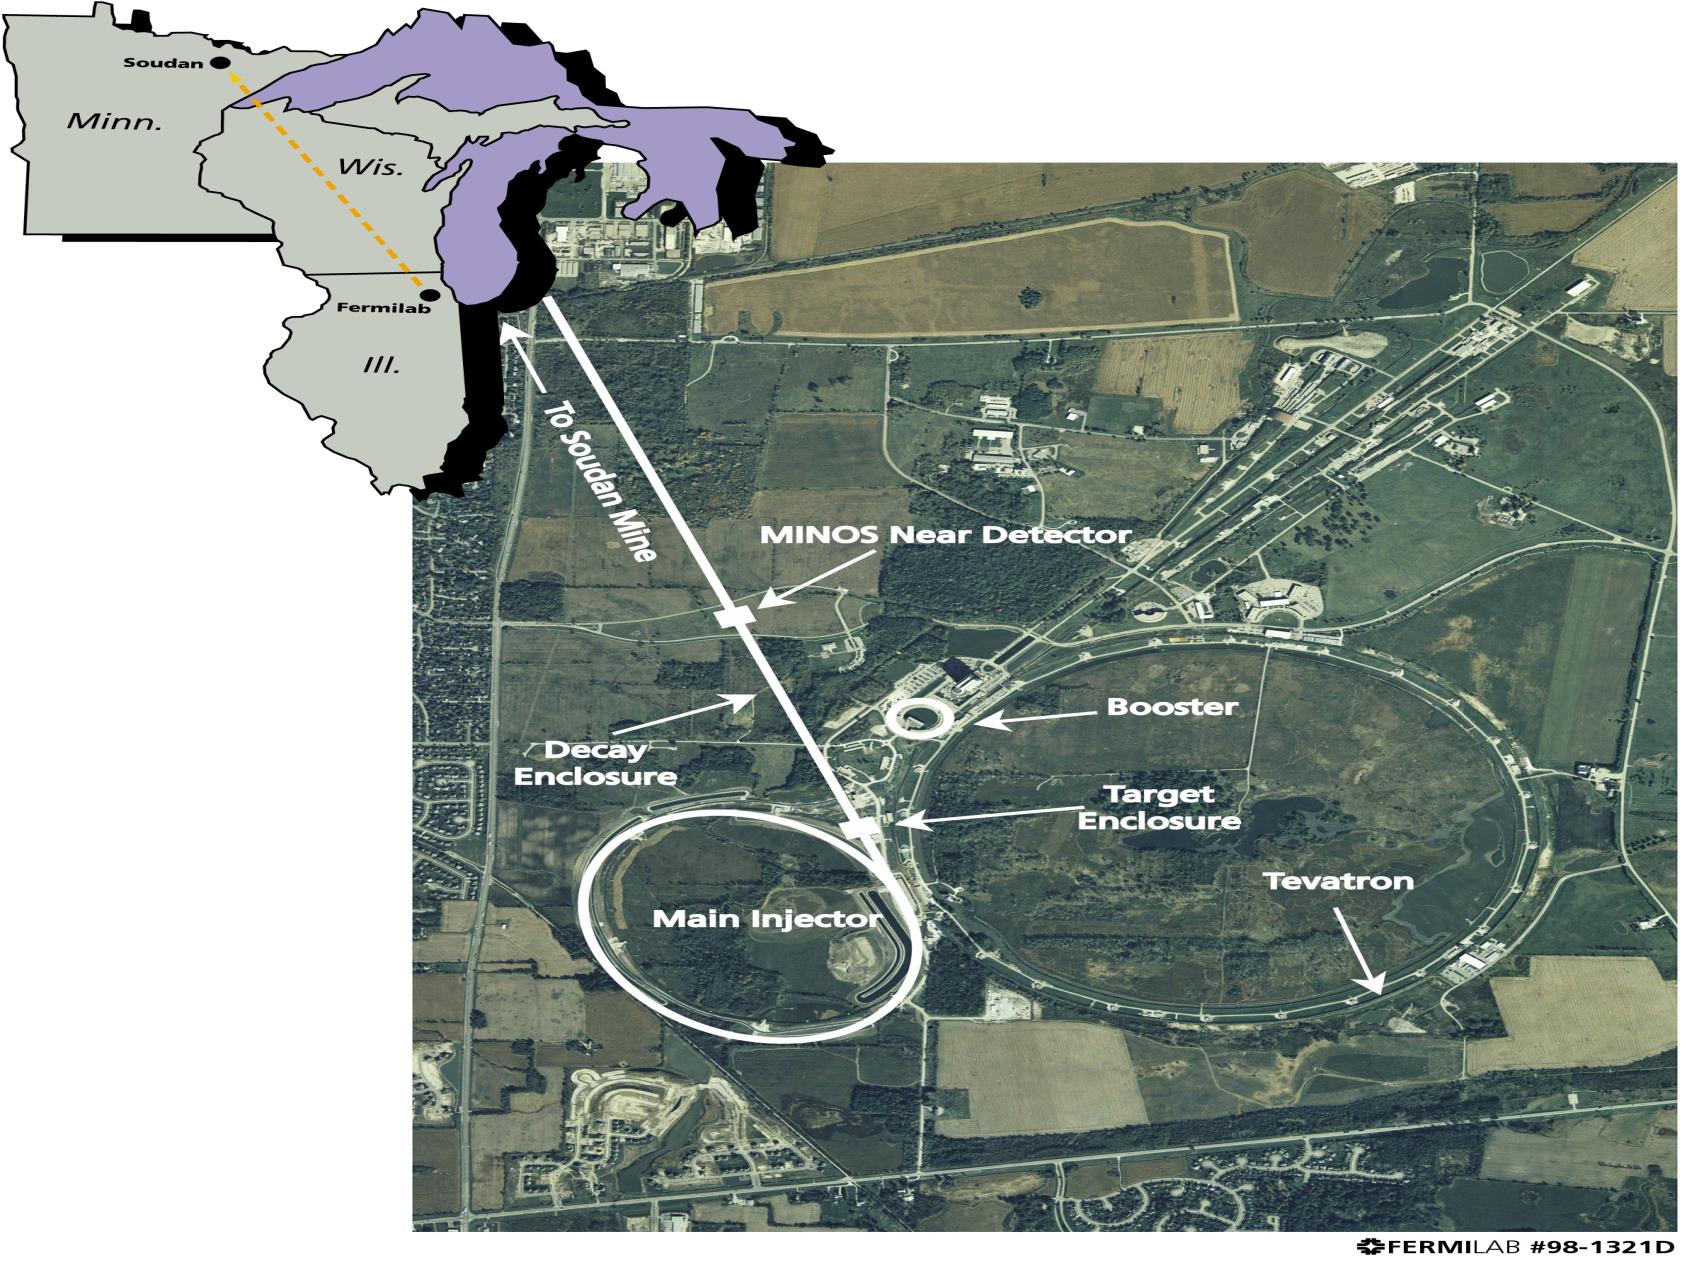 Soudan
Minn.
Wis.
Fermilab
Ill.
To Soudan Mine
MINOS Near Detector
Booster
Decay
Enclosure
Target
Enclosure
Tevatron
Main Injector
FERMILAB #98-1321D